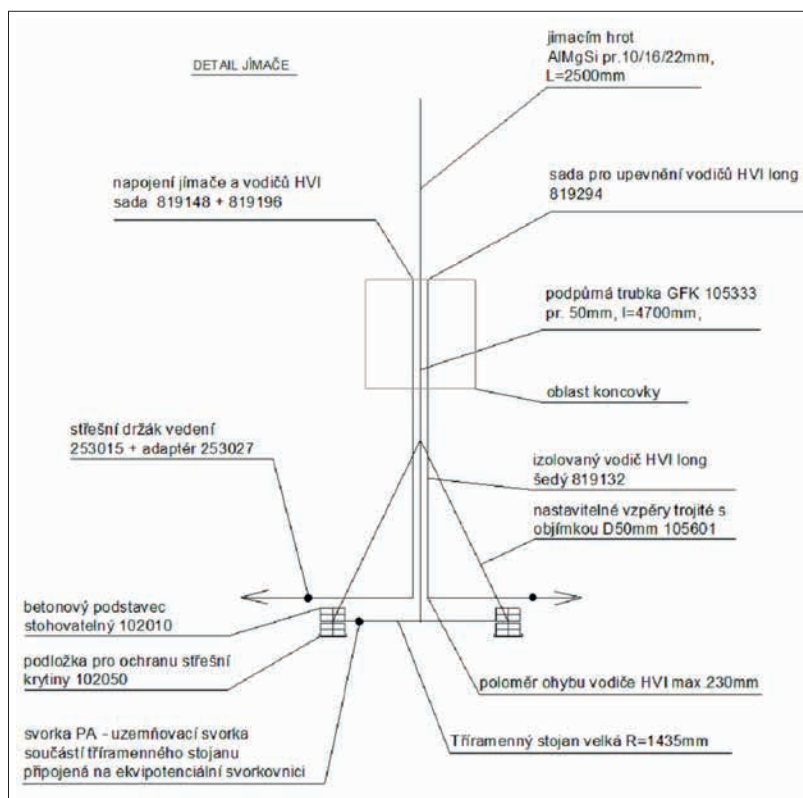 DETAIL JÍMAČE
jimacím hrot
AlMgSi pr.10/16/22mm,
L=2500mm
napojení jímače a vodičů HVI
sada 819148 + 819196
sada pro upevnění vodičů HVI long
819294
podpůrná trubka GFK 105333
pr. 50mm, l=4700mm,
oblast koncovky
střešní držák vedení
253015 + adaptér 253027
izolovaný vodič HVI long
šedý 819132
nastavitelné vzpěry trojité s
objímkou D50mm 105601
betonový podstavec
stohovatelný 102010
podložka pro ochranu střešní
krytiny 102050
poloměr ohybu vodiče HVI max 230mm
svorka PA - uzemňovací svorka
součástí tříramenného stojanu
připojená na ekvipotenciální svorkovnici
Tříramenný stojan velká R=1435mm